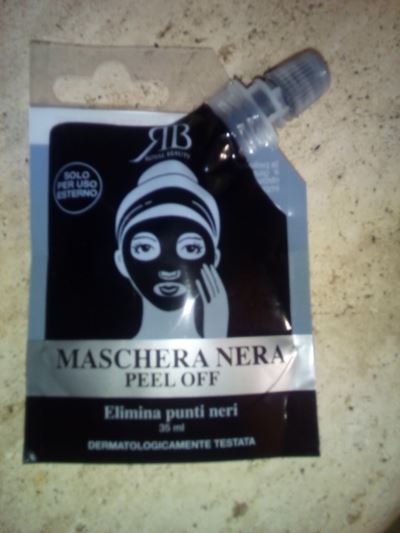 RB
ROYAL BEAUTY
SOLO
PER USO
ESTERNO
MASCHERA NERA
PEEL OFF
Elimina punti neri
35 ml
DERMATOLOGICAMENTE TESTATA